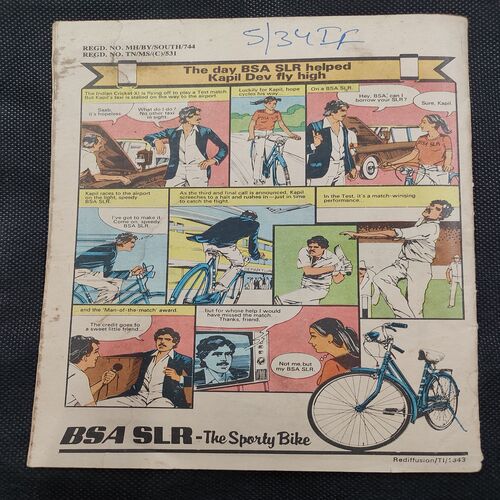 5/34IF
REGD. NO. MH/BY/SOUTH/744
REGD. NO. TN/MS/(C)/531
The day BSA SLR helped
Kapil Dev fly high
The Indian Cricket XI is flying off to play a Test match.
But Kapil's taxi is stalled on the way to the airport.
Saab,
it's hopeless.
What do I do?
No other taxi
in sight.
Luckily for Kapil, hope
cycles his way.
On a BSA SLR.
Hey, BSA, can I
borrow your SLR?
Sure, Kapil.
Kapil races to the airport
on the light, speedy
BSA SLR.
I've got to make it.
Come on, speedy
BSA SLR.
As the third and final call is announced, Kapil
screeches to a halt and rushes in—just in time
to catch the flight.
In the Test, it's a match-winning
performance...
and the 'Man-of-the-match' award.
The credit goes to
a sweet little friend...
but for whose help I would
have missed the match.
Thanks, friend.
Not me, but
my BSA SLR.
BSA SLR - The Sporty Bike
Rediffusion/TI/1343